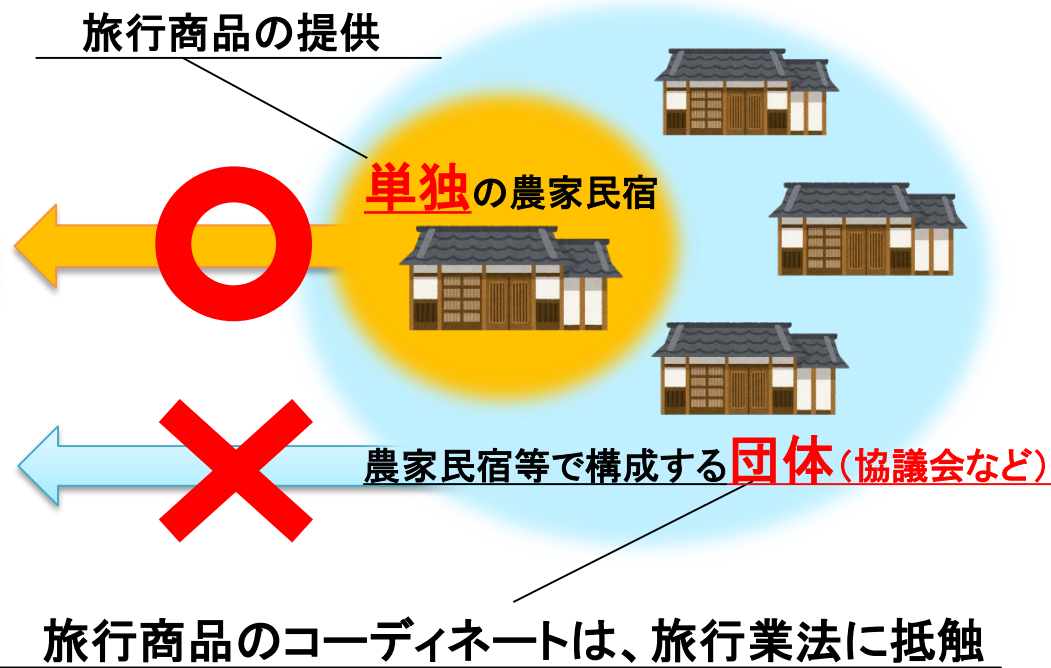 旅行商品の提供
単独の農家民宿
農家民宿等で構成する団体(協議会など)
旅行商品のコーディネートは、旅行業法に抵触